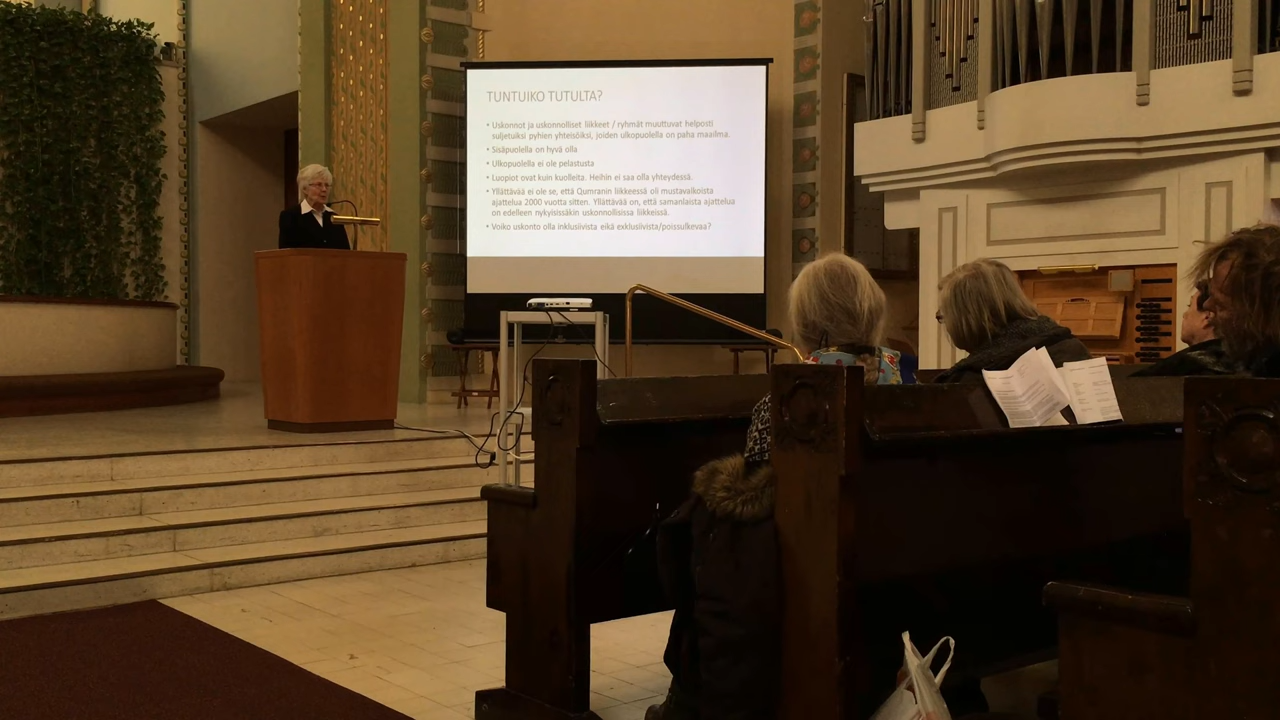 TUNTUIKO TUTULTA?
• Uskonnot ja uskonnolliset liikkeet / ryhmät muuttuvat helposti
suljetuiksi pyhien yhteisöiksi, joiden ulkopuolella on paha maailma.
• Sisäpuolella on hyvä olla
• Ulkopuolella ei ole pelastusta
• Luopiot ovat kuin kuolleita. Heihin ei saa olla yhteydessä.
• Yllättävää ei ole se, että Qumranin liikkeessä oli mustavalkoista
ajattelua 2000 vuotta sitten. Yllättävää on, että samanlaista ajattelua
on edelleen nykyisissäkin uskonnollisissa liikkeissä.
• Voiko uskonto olla inklusiivista eikä exklusiivista/poissulkevaa?